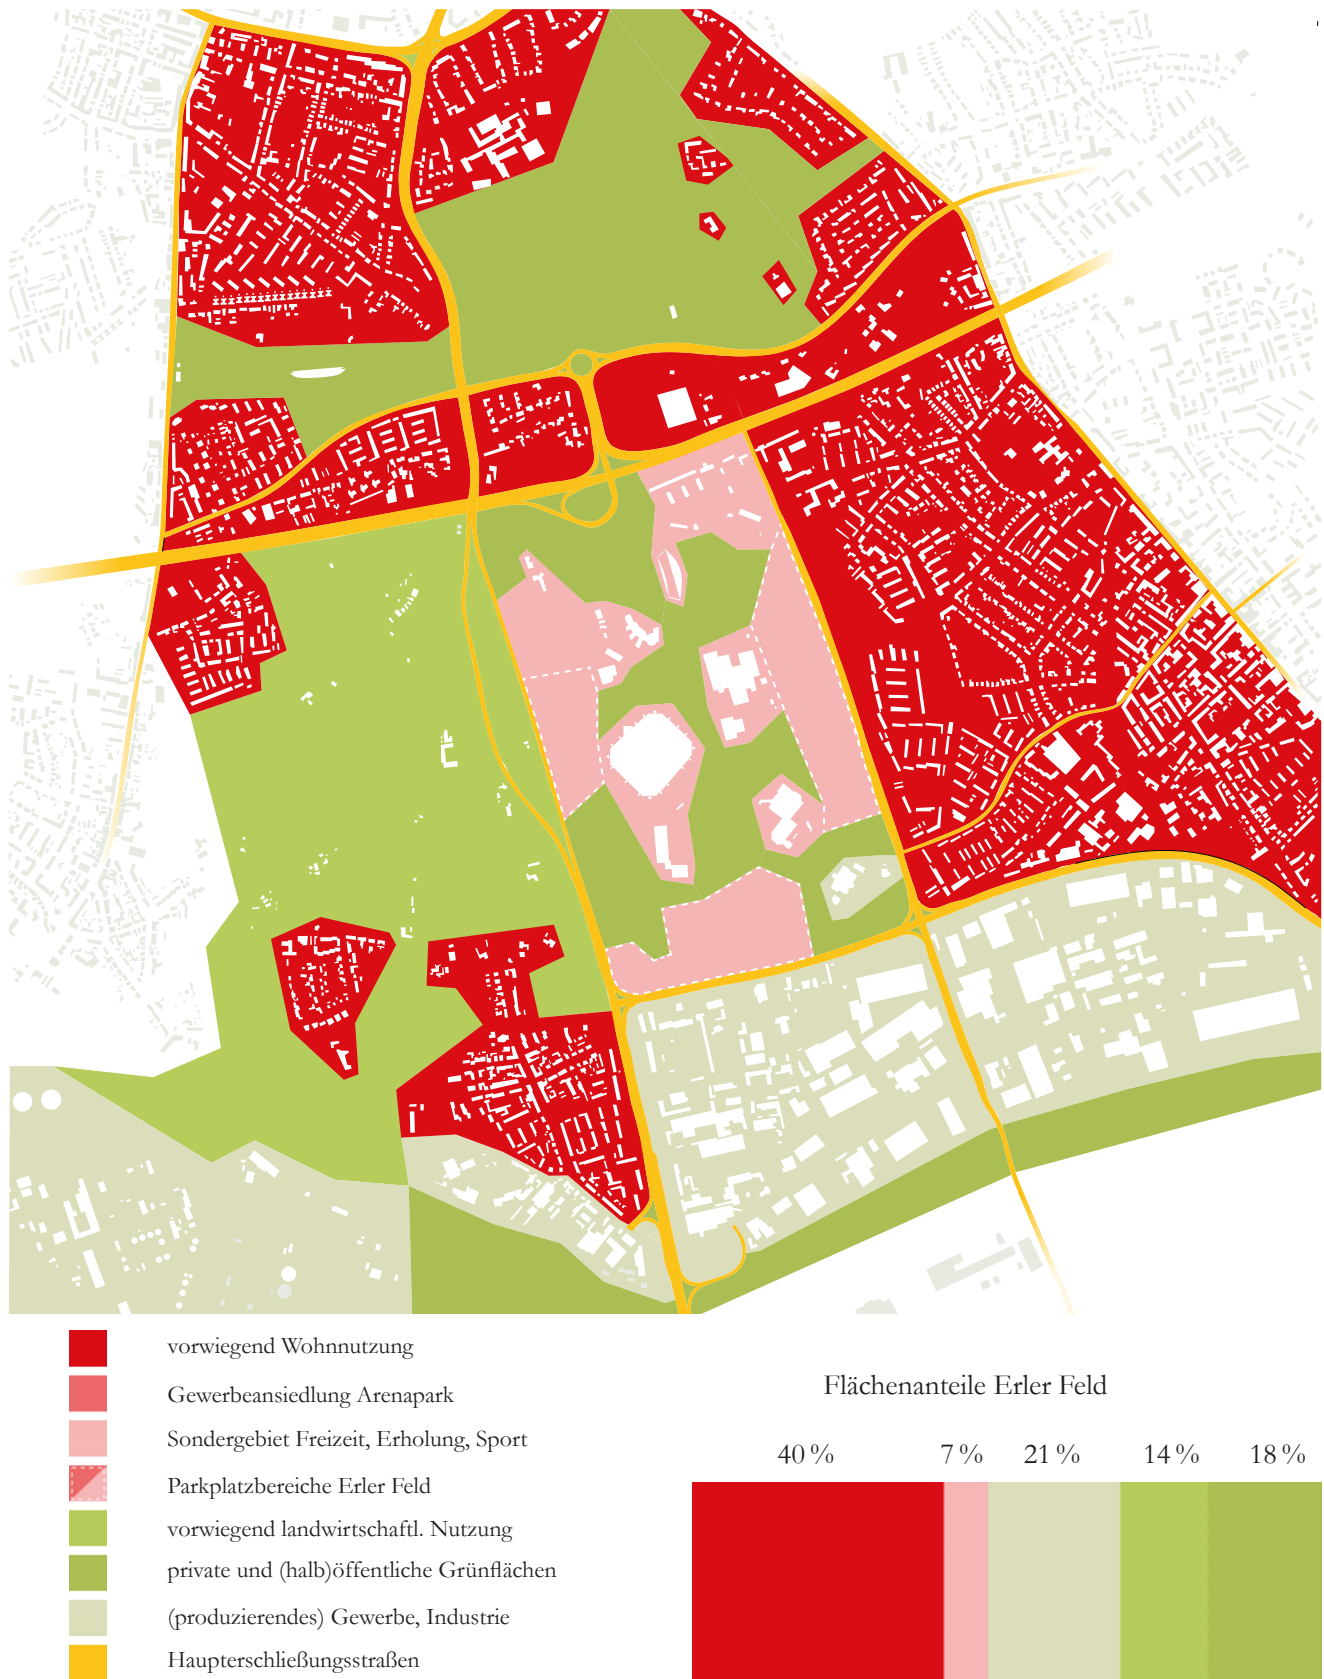 vorwiegend Wohnnutzung
Gewerbeansiedlung Arenapark
Sondergebiet Freizeit, Erholung, Sport
Parkplatzbereiche Erler Feld
vorwiegend landwirtschaftl. Nutzung
private und (halb)öffentliche Grünflächen
(produzierendes) Gewerbe, Industrie
Haupterschließungsstraßen
Flächenanteile Erler Feld
40 % 7 % 21 % 14 % 18 %